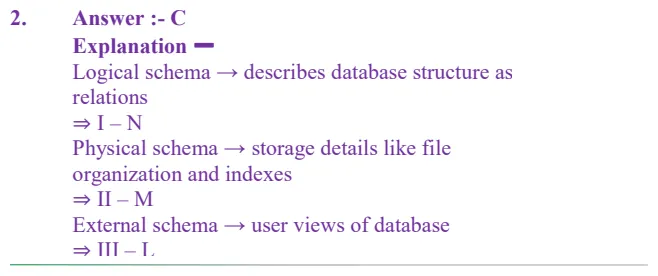 2. Answer :- C
Explanation –
Logical schema → describes database structure as
relations
⇒ I – N
Physical schema → storage details like file
organization and indexes
⇒ II – M
External schema → user views of database
⇒ III – L